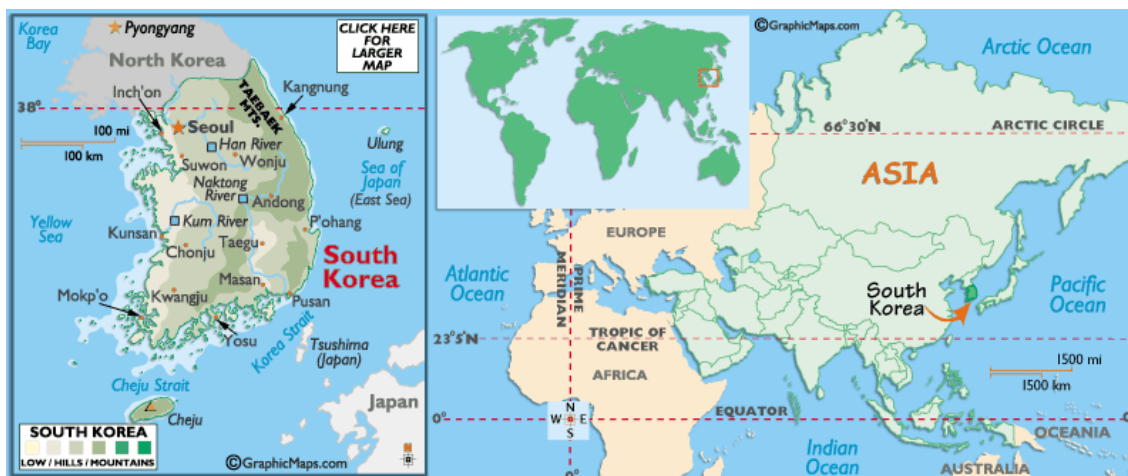 Korea
Bay
Pyongyang
North Korea
CLICK HERE
FOR
LARGER
MAP
Inch'on
TAEBAEK
MTS.
Kangnung
38°
100 mi
100 km
Seoul
Han River
Suwon
Wonju
Ulung
Naktong
River
Andong
Sea of
Japan
(East Sea)
Yellow
Sea
Kum River
P'ohang
Kunsan
Chonju
Taegu
South
Korea
Masan
Kwangju
Mokp'o
Pusan
Yosu
Korea Strait
Tsushima
(Japan)
Cheju Strait
Cheju
Japan
SOUTH KOREA
LOW / HILLS / MOUNTAINS
©GraphicMaps.com
N
©GraphicMaps.com
Arctic Ocean
66°30'N
ARCTIC CIRCLE
ASIA
EUROPE
Atlantic
Ocean
PRIME
MERIDIAN
South
Korea
Pacific
Ocean
TROPIC OF
CANCER
23°5'N
AFRICA
1500 mi
1500 km
EQUATOR
N
W E
S
0°
0°
OCEANIA
Indian
Ocean
AUSTRALIA
0°